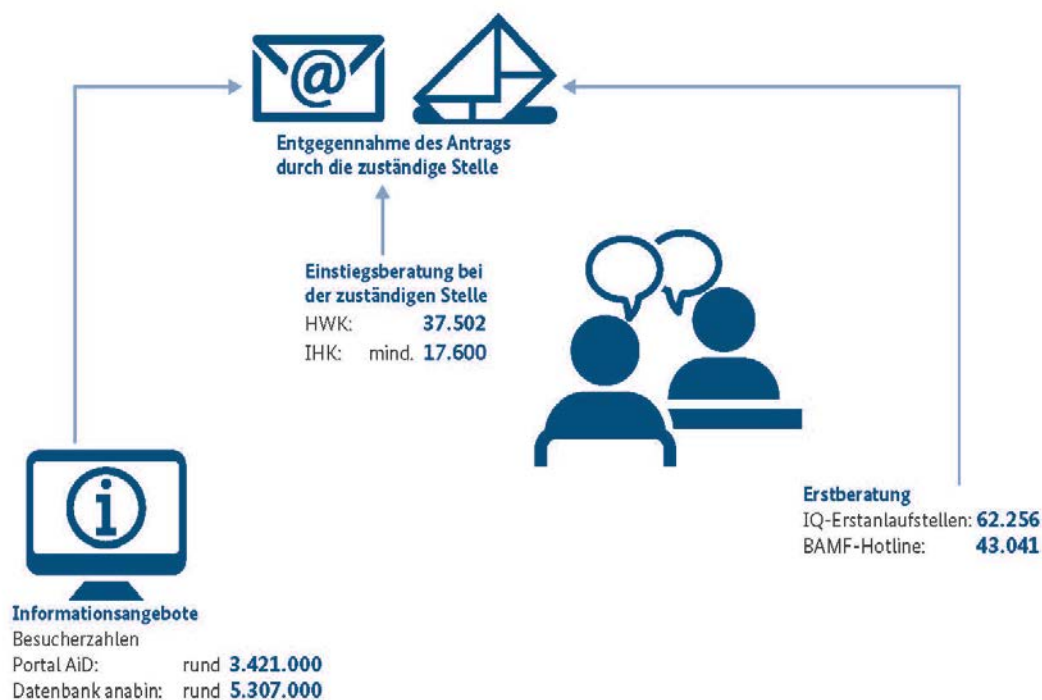 @
Entgegennahme des Antrags
durch die zuständige Stelle
Einstiegsberatung bei
der zuständigen Stelle
HWK: 37.502
IHK: mind. 17.600
Erstberatung
IQ-Erstanlaufstellen: 62.256
BAMF-Hotline: 43.041
i
Informationsangebote
Besucherzahlen
Portal AiD: rund 3.421.000
Datenbank anabin: rund 5.307.000